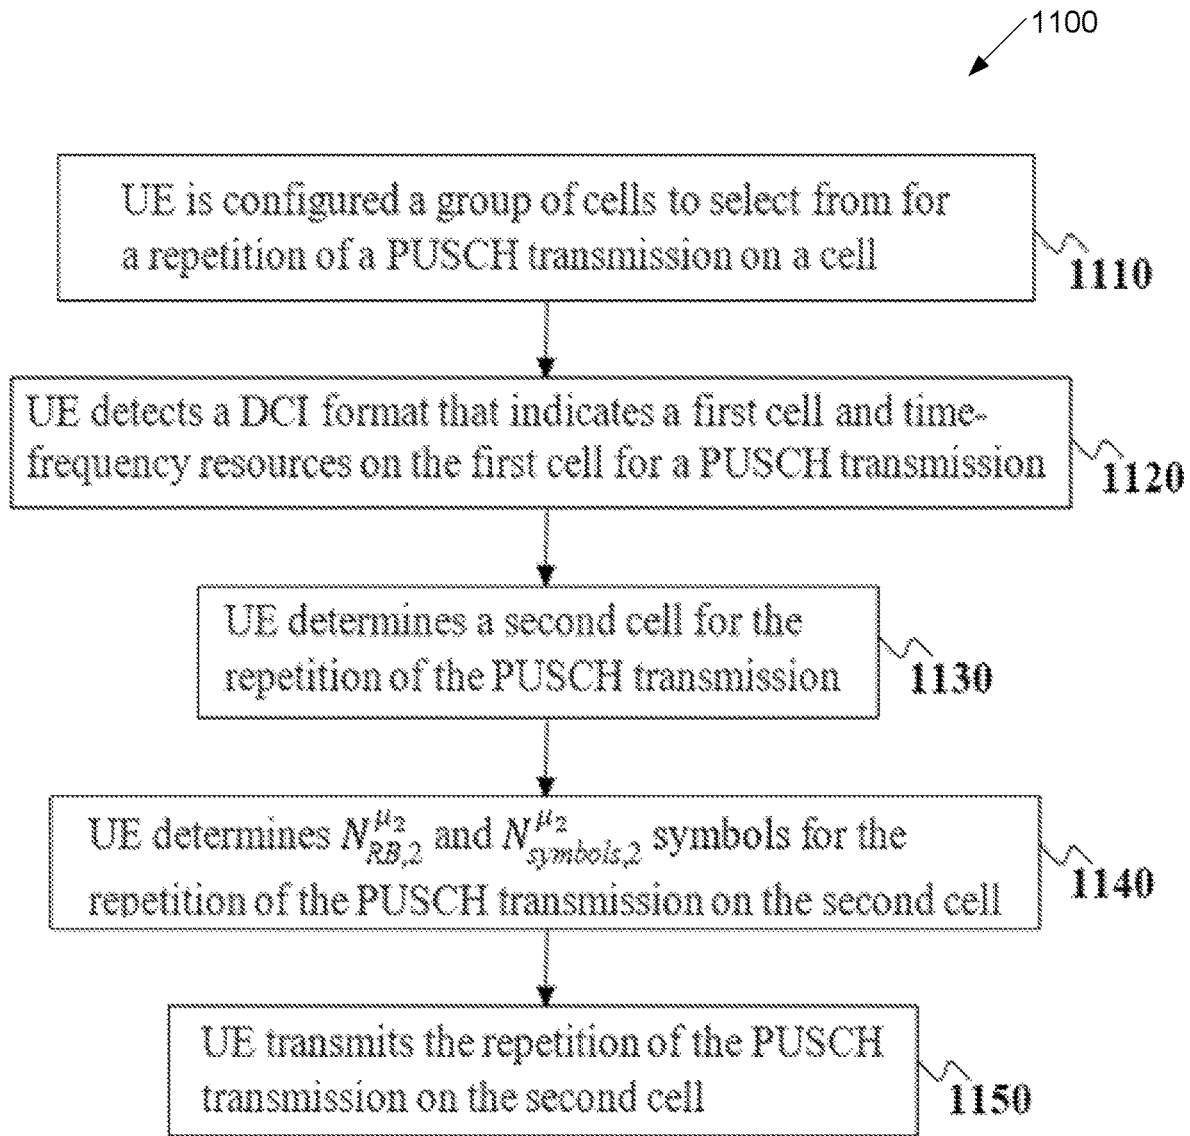 1100
UE is configured a group of cells to select from for
a repetition of a PUSCH transmission on a cell
1110
UE detects a DCI format that indicates a first cell and time-
frequency resources on the first cell for a PUSCH transmission
1120
UE determines a second cell for the
repetition of the PUSCH transmission
1130
UE determines $N_{RB,2}^{\mu_2}$ and $N_{symbols,2}^{\mu_2}$ symbols for the
repetition of the PUSCH transmission on the second cell
1140
UE transmits the repetition of the PUSCH
transmission on the second cell
1150